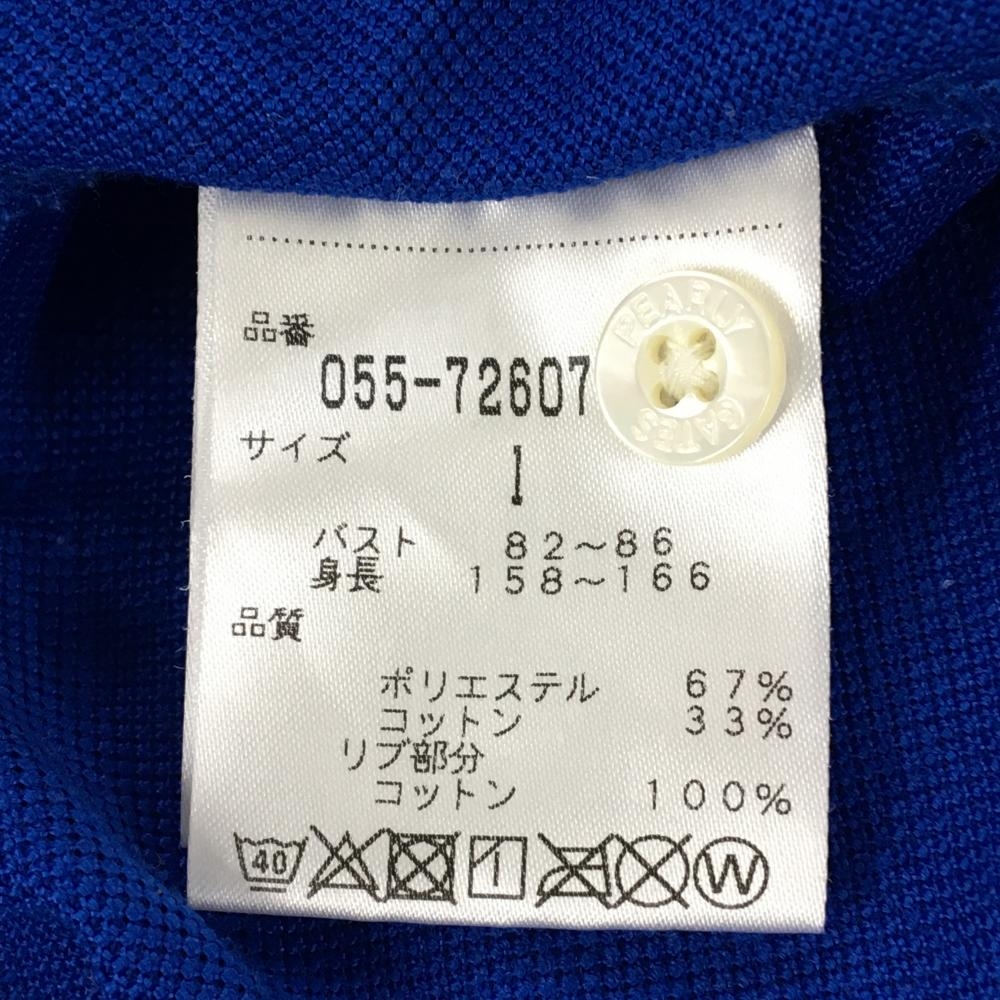 品番
055-72607
PEARLY
GATES
サイズ
1
バスト 82~86
身長 158~166
品質
ポリエステル 67%
コットン 33%
リブ部分
コットン 100%
40
W